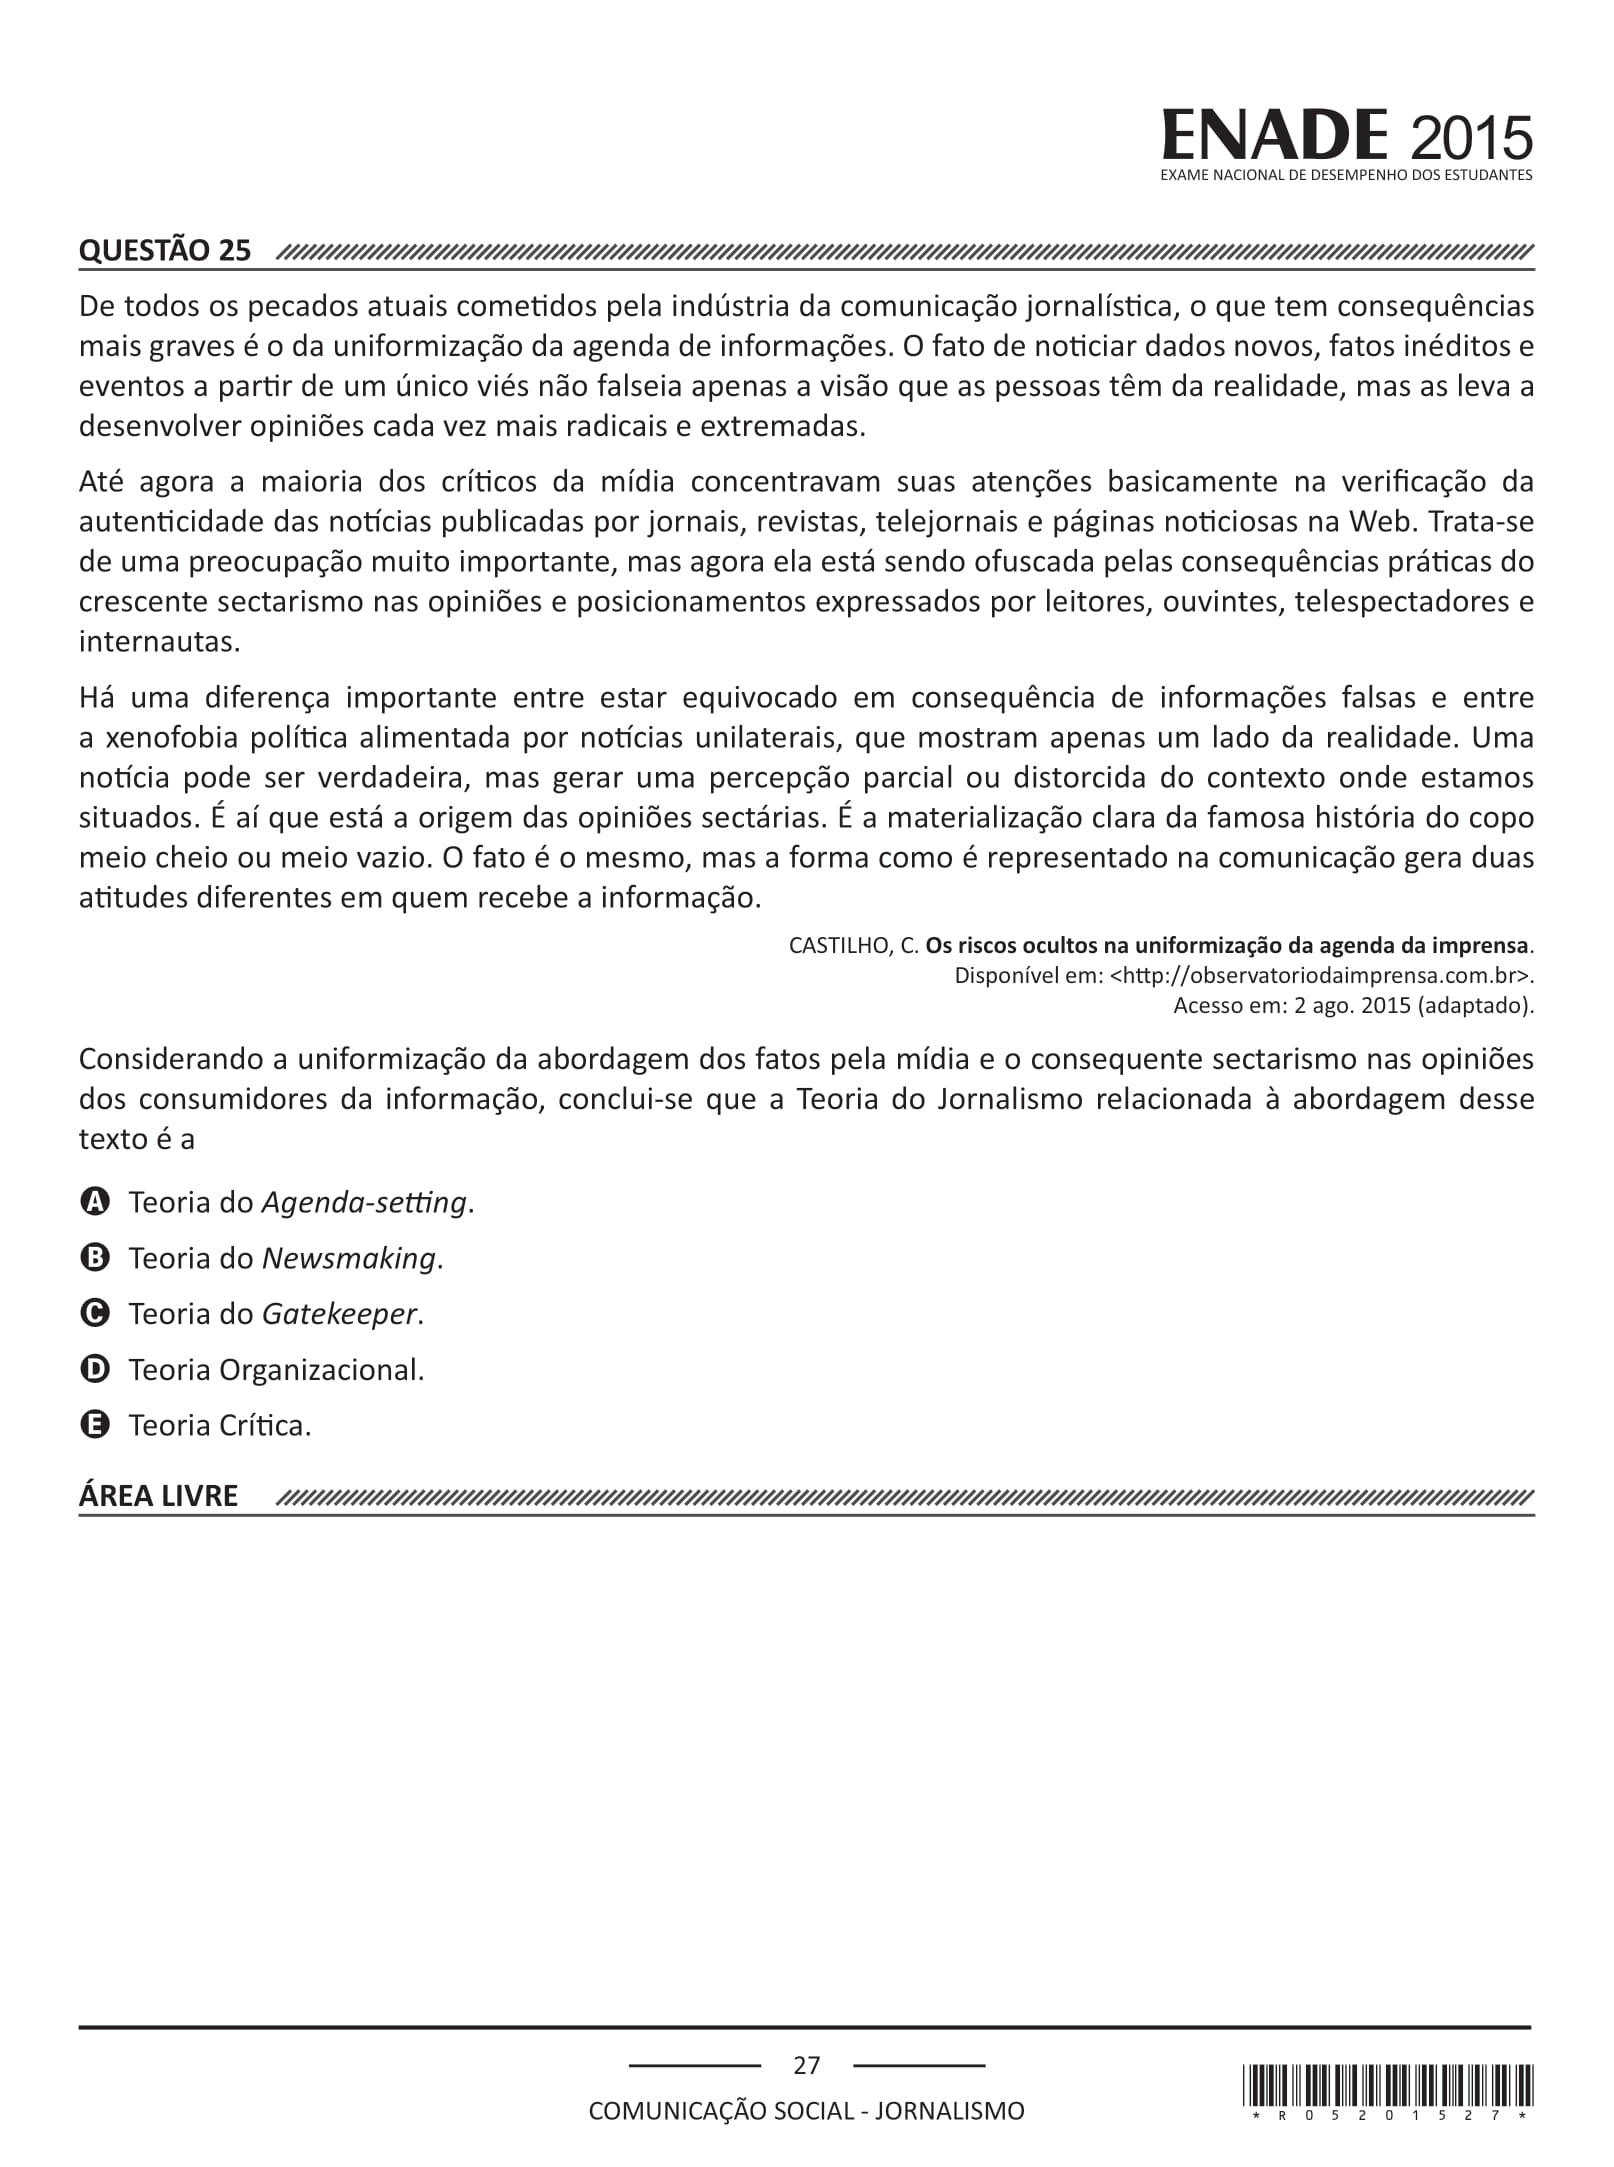 ENADE 2015
EXAME NACIONAL DE DESEMPENHO DOS ESTUDANTES
QUESTÃO 25
De todos os pecados atuais cometidos pela indústria da comunicação jornalística, o que tem consequências
mais graves é o da uniformização da agenda de informações. O fato de noticiar dados novos, fatos inéditos e
eventos a partir de um único viés não falseia apenas a visão que as pessoas têm da realidade, mas as leva a
desenvolver opiniões cada vez mais radicais e extremadas.
Até agora a maioria dos críticos da mídia concentravam suas atenções basicamente na verificação da
autenticidade das notícias publicadas por jornais, revistas, telejornais e páginas noticiosas na Web. Trata-se
de uma preocupação muito importante, mas agora ela está sendo ofuscada pelas consequências práticas do
crescente sectarismo nas opiniões e posicionamentos expressados por leitores, ouvintes, telespectadores e
internautas.
Há uma diferença importante entre estar equivocado em consequência de informações falsas e entre
a xenofobia política alimentada por notícias unilaterais, que mostram apenas um lado da realidade. Uma
notícia pode ser verdadeira, mas gerar uma percepção parcial ou distorcida do contexto onde estamos
situados. É aí que está a origem das opiniões sectárias. É a materialização clara da famosa história do copo
meio cheio ou meio vazio. O fato é o mesmo, mas a forma como é representado na comunicação gera duas
atitudes diferentes em quem recebe a informação.
CASTILHO, C. Os riscos ocultos na uniformização da agenda da imprensa.
Disponível em: <http://observatoriodaimprensa.com.br>.
Acesso em: 2 ago. 2015 (adaptado).
Considerando a uniformização da abordagem dos fatos pela mídia e o consequente sectarismo nas opiniões
dos consumidores da informação, conclui-se que a Teoria do Jornalismo relacionada à abordagem desse
texto é a
A Teoria do Agenda-setting.
B Teoria do Newsmaking.
C Teoria do Gatekeeper.
D Teoria Organizacional.
E Teoria Crítica.
ÁREA LIVRE
27
COMUNICAÇÃO SOCIAL - JORNALISMO
* R 0 5 2 0 1 5 2 7 *